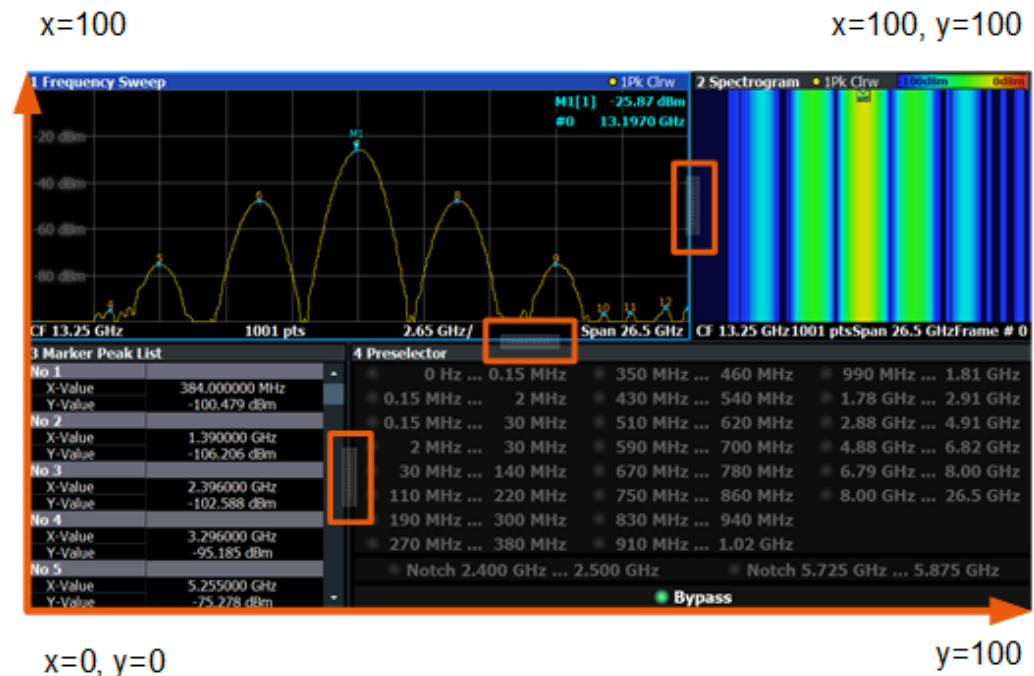 x=100
x=100, y=100
1 Frequency Sweep
1Pk Clrw
2 Spectrogram
1Pk Clrw
-100dBm
0dBm
M1[1] -25.87 dBm
#0 13.1970 GHz
M1
-20 dBm
-40 dBm
-60 dBm
-80 dBm
4
5
6
8
9
10
11
12
CF 13.25 GHz
1001 pts
2.65 GHz/
Span 26.5 GHz
CF 13.25 GHz 1001 pts Span 26.5 GHz Frame # 0
3 Marker Peak List
4 Preselector
No 1
X-Value 384.000000 MHz
Y-Value -100.479 dBm
No 2
X-Value 1.390000 GHz
Y-Value -106.206 dBm
No 3
X-Value 2.396000 GHz
Y-Value -102.588 dBm
No 4
X-Value 3.296000 GHz
Y-Value -95.185 dBm
No 5
X-Value 5.255000 GHz
Y-Value -75.278 dBm
0 Hz ... 0.15 MHz 350 MHz ... 460 MHz 990 MHz ... 1.81 GHz
0.15 MHz ... 2 MHz 430 MHz ... 540 MHz 1.78 GHz ... 2.91 GHz
0.15 MHz ... 30 MHz 510 MHz ... 620 MHz 2.88 GHz ... 4.91 GHz
2 MHz ... 30 MHz 590 MHz ... 700 MHz 4.88 GHz ... 6.82 GHz
30 MHz ... 140 MHz 670 MHz ... 780 MHz 6.79 GHz ... 8.00 GHz
110 MHz ... 220 MHz 750 MHz ... 860 MHz 8.00 GHz ... 26.5 GHz
190 MHz ... 300 MHz 830 MHz ... 940 MHz
270 MHz ... 380 MHz 910 MHz ... 1.02 GHz
Notch 2.400 GHz ... 2.500 GHz Notch 5.725 GHz ... 5.875 GHz
Bypass
x=0, y=0
y=100